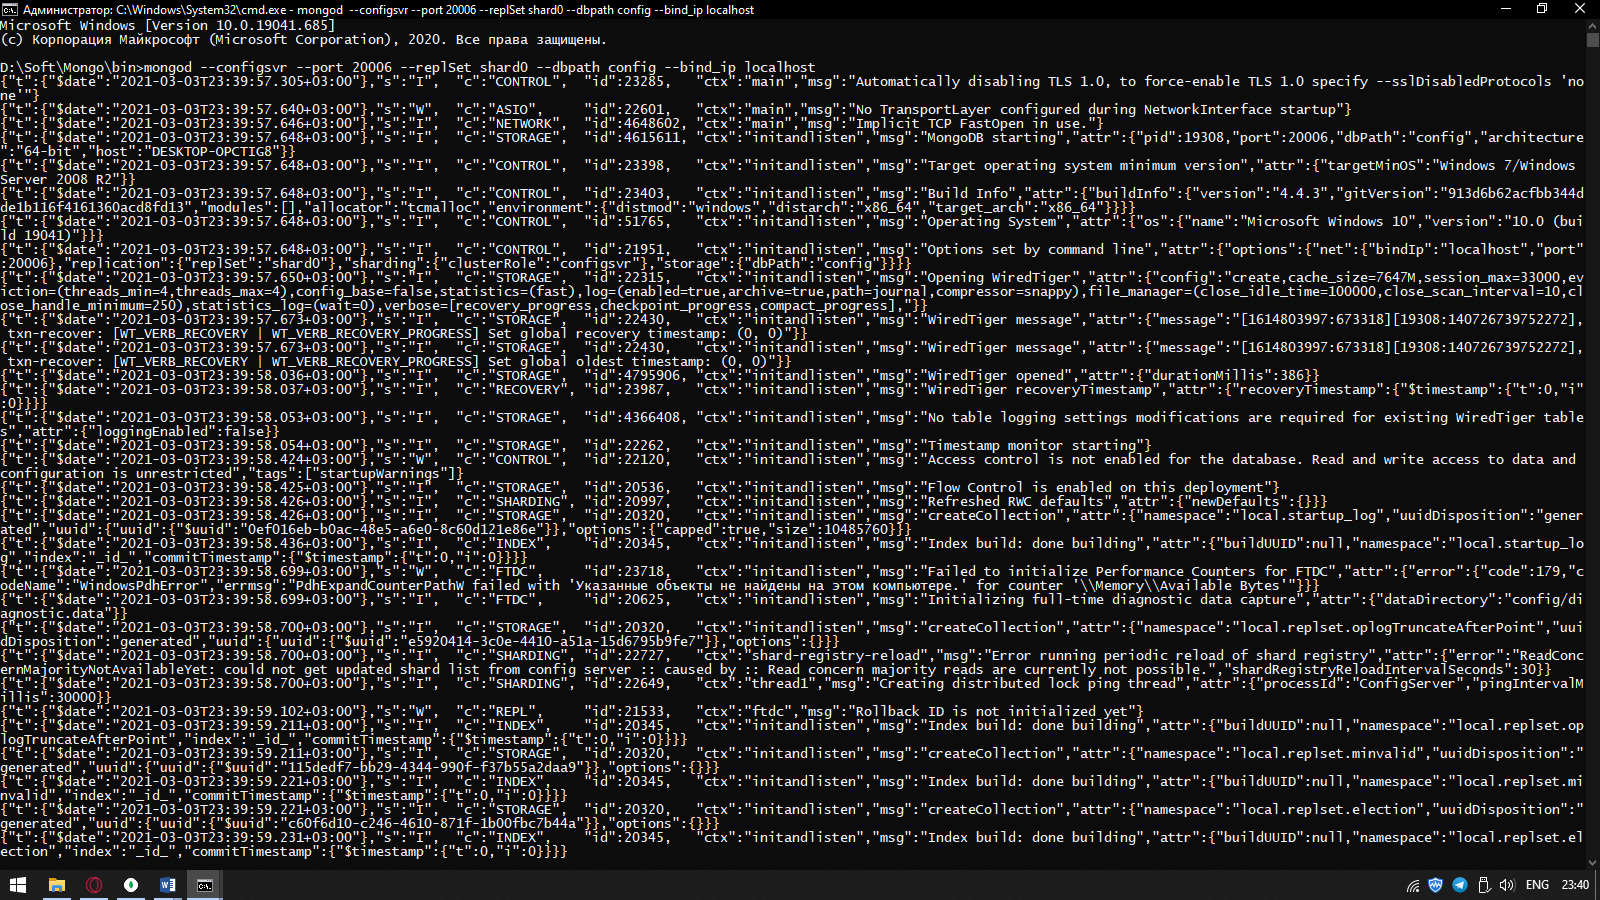 Администратор: C:\Windows\System32\cmd.exe - mongod  --configsvr --port 20006 --replSet shard0 --dbpath config --bind_ip localhost
Microsoft Windows [Version 10.0.19041.685]
(c) Корпорация Майкрософт (Microsoft Corporation), 2020. Все права защищены.
D:\Soft\Mongo\bin>mongod --configsvr --port 20006 --replSet shard0 --dbpath config --bind_ip localhost
{"t":{"$date":"2021-03-03T23:39:57.305+03:00"},"s":"I",  "c":"CONTROL",  "id":23285,   "ctx":"main","msg":"Automatically disabling TLS 1.0, to force-enable TLS 1.0 specify --sslDisabledProtocols 'no
ne'"}
{"t":{"$date":"2021-03-03T23:39:57.640+03:00"},"s":"W",  "c":"ASIO",     "id":22601,   "ctx":"main","msg":"No TransportLayer configured during NetworkInterface startup"}
{"t":{"$date":"2021-03-03T23:39:57.646+03:00"},"s":"I",  "c":"NETWORK",  "id":4648602, "ctx":"main","msg":"Implicit TCP FastOpen in use."}
{"t":{"$date":"2021-03-03T23:39:57.648+03:00"},"s":"I",  "c":"STORAGE",  "id":4615611, "ctx":"initandlisten","msg":"MongoDB starting","attr":{"pid":19308,"port":20006,"dbPath":"config","architecture
":"64-bit","host":"DESKTOP-OPCTIG8"}}
{"t":{"$date":"2021-03-03T23:39:57.648+03:00"},"s":"I",  "c":"CONTROL",  "id":23398,   "ctx":"initandlisten","msg":"Target operating system minimum version","attr":{"targetMinOS":"Windows 7/Windows
Server 2008 R2"}}
{"t":{"$date":"2021-03-03T23:39:57.648+03:00"},"s":"I",  "c":"CONTROL",  "id":23403,   "ctx":"initandlisten","msg":"Build Info","attr":{"buildInfo":{"version":"4.4.3","gitVersion":"913d6b62acfbb344d
de1b116f4161360acd8fd13","modules":[],"allocator":"tcmalloc","environment":{"distmod":"windows","distarch":"x86_64","target_arch":"x86_64"}}}}
{"t":{"$date":"2021-03-03T23:39:57.648+03:00"},"s":"I",  "c":"CONTROL",  "id":51765,   "ctx":"initandlisten","msg":"Operating System","attr":{"os":{"name":"Microsoft Windows 10","version":"10.0 (bui
ld 19041)"}}}
{"t":{"$date":"2021-03-03T23:39:57.648+03:00"},"s":"I",  "c":"CONTROL",  "id":21951,   "ctx":"initandlisten","msg":"Options set by command line","attr":{"options":{"net":{"bindIp":"localhost","port"
:20006},"replication":{"replSet":"shard0"},"sharding":{"clusterRole":"configsvr"},"storage":{"dbPath":"config"}}}}
{"t":{"$date":"2021-03-03T23:39:57.650+03:00"},"s":"I",  "c":"STORAGE",  "id":22315,   "ctx":"initandlisten","msg":"Opening WiredTiger","attr":{"config":"create,cache_size=7647M,session_max=33000,ev
iction=(threads_min=4,threads_max=4),config_base=false,statistics=(fast),log=(enabled=true,archive=true,path=journal,compressor=snappy),file_manager=(close_idle_time=100000,close_scan_interval=10,cl
ose_handle_minimum=250),statistics_log=(wait=0),verbose=[recovery_progress,checkpoint_progress,compact_progress],"}}
{"t":{"$date":"2021-03-03T23:39:57.673+03:00"},"s":"I",  "c":"STORAGE",  "id":22430,   "ctx":"initandlisten","msg":"WiredTiger message","attr":{"message":"[1614803997:673318][19308:140726739752272],
 txn-recover: [WT_VERB_RECOVERY | WT_VERB_RECOVERY_PROGRESS] Set global recovery timestamp: (0, 0)"}}
{"t":{"$date":"2021-03-03T23:39:57.673+03:00"},"s":"I",  "c":"STORAGE",  "id":22430,   "ctx":"initandlisten","msg":"WiredTiger message","attr":{"message":"[1614803997:673318][19308:140726739752272],
 txn-recover: [WT_VERB_RECOVERY | WT_VERB_RECOVERY_PROGRESS] Set global oldest timestamp: (0, 0)"}}
{"t":{"$date":"2021-03-03T23:39:58.036+03:00"},"s":"I",  "c":"STORAGE",  "id":4795906, "ctx":"initandlisten","msg":"WiredTiger opened","attr":{"durationMillis":386}}
{"t":{"$date":"2021-03-03T23:39:58.037+03:00"},"s":"I",  "c":"RECOVERY", "id":23987,   "ctx":"initandlisten","msg":"WiredTiger recoveryTimestamp","attr":{"recoveryTimestamp":{"$timestamp":{"t":0,"i"
:0}}}}
{"t":{"$date":"2021-03-03T23:39:58.053+03:00"},"s":"I",  "c":"STORAGE",  "id":4366408, "ctx":"initandlisten","msg":"No table logging settings modifications are required for existing WiredTiger table
s","attr":{"loggingEnabled":false}}
{"t":{"$date":"2021-03-03T23:39:58.054+03:00"},"s":"I",  "c":"STORAGE",  "id":22262,   "ctx":"initandlisten","msg":"Timestamp monitor starting"}
{"t":{"$date":"2021-03-03T23:39:58.424+03:00"},"s":"W",  "c":"CONTROL",  "id":22120,   "ctx":"initandlisten","msg":"Access control is not enabled for the database. Read and write access to data and
configuration is unrestricted","tags":["startupWarnings"]}
{"t":{"$date":"2021-03-03T23:39:58.425+03:00"},"s":"I",  "c":"STORAGE",  "id":20536,   "ctx":"initandlisten","msg":"Flow Control is enabled on this deployment"}
{"t":{"$date":"2021-03-03T23:39:58.426+03:00"},"s":"I",  "c":"SHARDING", "id":20997,   "ctx":"initandlisten","msg":"Refreshed RWC defaults","attr":{"newDefaults":{}}}
{"t":{"$date":"2021-03-03T23:39:58.426+03:00"},"s":"I",  "c":"STORAGE",  "id":20320,   "ctx":"initandlisten","msg":"createCollection","attr":{"namespace":"local.startup_log","uuidDisposition":"gener
ated","uuid":{"uuid":{"$uuid":"0ef016eb-b0ac-48e5-a6e0-8c60d121e86e"}},"options":{"capped":true,"size":10485760}}}
{"t":{"$date":"2021-03-03T23:39:58.436+03:00"},"s":"I",  "c":"INDEX",    "id":20345,   "ctx":"initandlisten","msg":"Index build: done building","attr":{"buildUUID":null,"namespace":"local.startup_lo
g","index":"_id_","commitTimestamp":{"$timestamp":{"t":0,"i":0}}}}
{"t":{"$date":"2021-03-03T23:39:58.699+03:00"},"s":"W",  "c":"FTDC",     "id":23718,   "ctx":"initandlisten","msg":"Failed to initialize Performance Counters for FTDC","attr":{"error":{"code":179,"c
odeName":"WindowsPdhError","errmsg":"PdhExpandCounterPathW failed with 'Указанные объекты не найдены на этом компьютере.' for counter '\\Memory\\Available Bytes'"}}}
{"t":{"$date":"2021-03-03T23:39:58.699+03:00"},"s":"I",  "c":"FTDC",     "id":20625,   "ctx":"initandlisten","msg":"Initializing full-time diagnostic data capture","attr":{"dataDirectory":"config/di
agnostic.data"}}
{"t":{"$date":"2021-03-03T23:39:58.700+03:00"},"s":"I",  "c":"STORAGE",  "id":20320,   "ctx":"initandlisten","msg":"createCollection","attr":{"namespace":"local.replset.oplogTruncateAfterPoint","uui
dDisposition":"generated","uuid":{"uuid":{"$uuid":"e5920414-3c0e-4410-a51a-15d6795b9fe7"}},"options":{}}}
{"t":{"$date":"2021-03-03T23:39:58.700+03:00"},"s":"I",  "c":"SHARDING", "id":22727,   "ctx":"shard-registry-reload","msg":"Error running periodic reload of shard registry","attr":{"error":"ReadConc
ernMajorityNotAvailableYet: could not get updated shard list from config server :: caused by :: Read concern majority reads are currently not possible.","shardRegistryReloadIntervalSeconds":30}}
{"t":{"$date":"2021-03-03T23:39:58.700+03:00"},"s":"I",  "c":"SHARDING", "id":22649,   "ctx":"thread1","msg":"Creating distributed lock ping thread","attr":{"processId":"ConfigServer","pingIntervalM
illis":30000}}
{"t":{"$date":"2021-03-03T23:39:59.102+03:00"},"s":"W",  "c":"REPL",     "id":21533,   "ctx":"ftdc","msg":"Rollback ID is not initialized yet"}
{"t":{"$date":"2021-03-03T23:39:59.211+03:00"},"s":"I",  "c":"INDEX",    "id":20345,   "ctx":"initandlisten","msg":"Index build: done building","attr":{"buildUUID":null,"namespace":"local.replset.op
logTruncateAfterPoint","index":"_id_","commitTimestamp":{"$timestamp":{"t":0,"i":0}}}}
{"t":{"$date":"2021-03-03T23:39:59.211+03:00"},"s":"I",  "c":"STORAGE",  "id":20320,   "ctx":"initandlisten","msg":"createCollection","attr":{"namespace":"local.replset.minvalid","uuidDisposition":"
generated","uuid":{"uuid":{"$uuid":"115dedf7-bb29-4344-990f-f37b55a2daa9"}},"options":{}}}
{"t":{"$date":"2021-03-03T23:39:59.221+03:00"},"s":"I",  "c":"INDEX",    "id":20345,   "ctx":"initandlisten","msg":"Index build: done building","attr":{"buildUUID":null,"namespace":"local.replset.mi
nvalid","index":"_id_","commitTimestamp":{"$timestamp":{"t":0,"i":0}}}}
{"t":{"$date":"2021-03-03T23:39:59.221+03:00"},"s":"I",  "c":"STORAGE",  "id":20320,   "ctx":"initandlisten","msg":"createCollection","attr":{"namespace":"local.replset.election","uuidDisposition":"
generated","uuid":{"uuid":{"$uuid":"c60f6d10-c246-4610-871f-1b00fbc7b44a"}},"options":{}}}
{"t":{"$date":"2021-03-03T23:39:59.231+03:00"},"s":"I",  "c":"INDEX",    "id":20345,   "ctx":"initandlisten","msg":"Index build: done building","attr":{"buildUUID":null,"namespace":"local.replset.el
ection","index":"_id_","commitTimestamp":{"$timestamp":{"t":0,"i":0}}}}
ENG 23:40